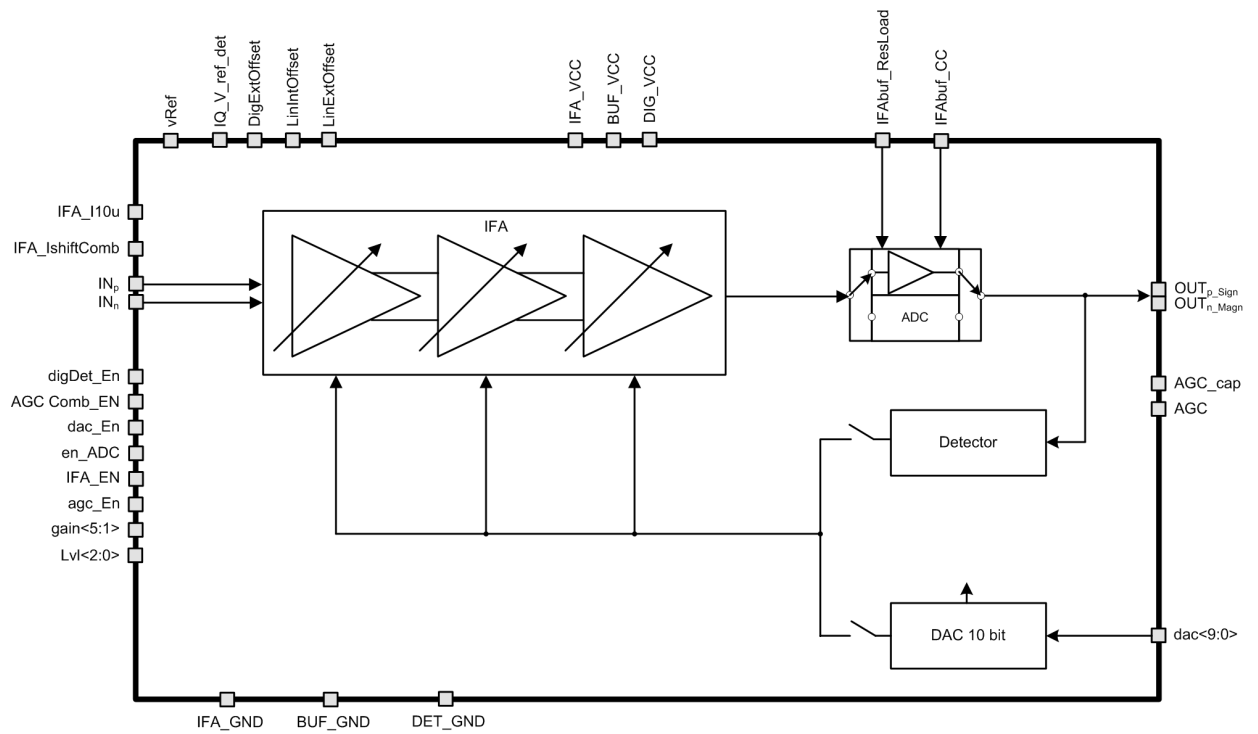 vRef
IQ_V_ref_det
DigExtOffset
LinIntOffset
LinExtOffset
IFA_VCC
BUF_VCC
DIG_VCC
IFAbuf_ResLoad
IFAbuf_CC
IFA_I10u
IFA_IshiftComb
INp
INn
digDet_En
AGC Comb_EN
dac_En
en_ADC
IFA_EN
agc_En
gain<5:1>
Lvl<2:0>
IFA
ADC
Detector
DAC 10 bit
OUTp_Sign
OUTn_Magn
AGC_cap
AGC
dac<9:0>
IFA_GND
BUF_GND
DET_GND